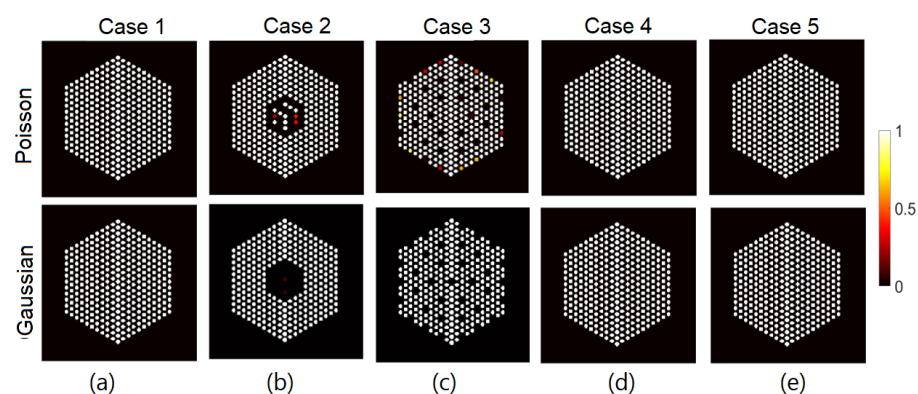 Case 1 Case 2 Case 3 Case 4 Case 5
Poisson
Gaussian
1
0.5
0
(a) (b) (c) (d) (e)